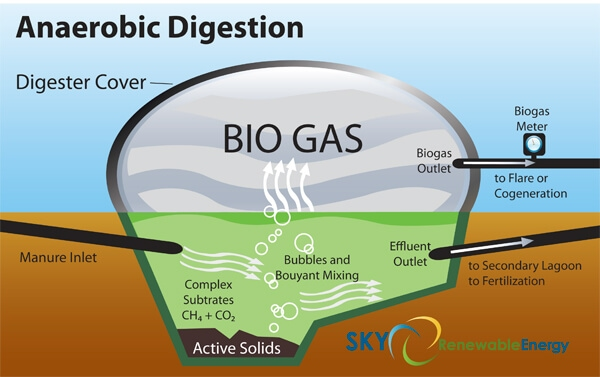 Anaerobic Digestion
Digester Cover
BIO GAS
Biogas
Meter
Biogas
Outlet
to Flare or
Cogeneration
Manure Inlet
Bubbles and
Bouyant Mixing
Effluent
Outlet
to Secondary Lagoon
to Fertilization
Complex
Subtrates
CH4 + CO2
Active Solids
SKY RenewableEnergy